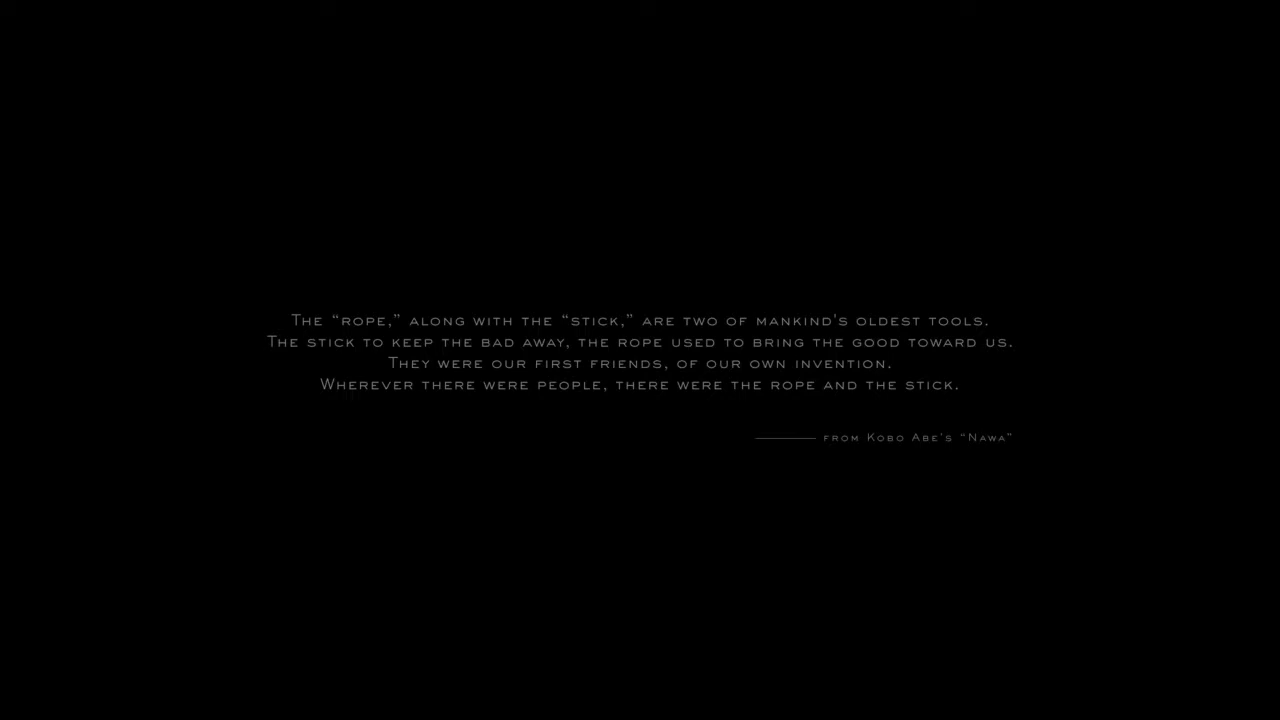 The “rope,” along with the “stick,” are two of mankind's oldest tools.
The stick to keep the bad away, the rope used to bring the good toward us.
They were our first friends, of our own invention.
Wherever there were people, there were the rope and the stick.
——— from Kobo Abe's “Nawa”